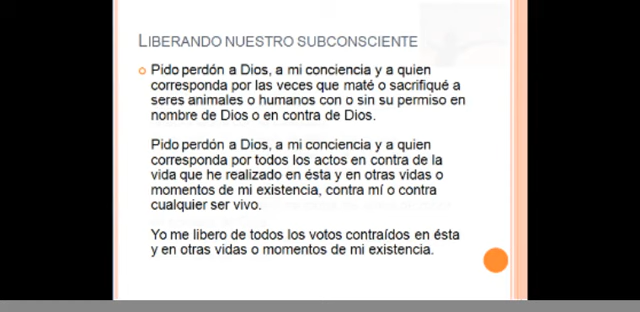 LIBERANDO NUESTRO SUBCONSCIENTE
Pido perdón a Dios, a mi conciencia y a quien
corresponda por las veces que maté o sacrifiqué a
seres animales o humanos con o sin su permiso en
nombre de Dios o en contra de Dios.
Pido perdón a Dios, a mi conciencia y a quien
corresponda por todos los actos en contra de la
vida que he realizado en ésta y en otras vidas o
momentos de mi existencia, contra mí o contra
cualquier ser vivo.
Yo me libero de todos los votos contraídos en ésta
y en otras vidas o momentos de mi existencia.